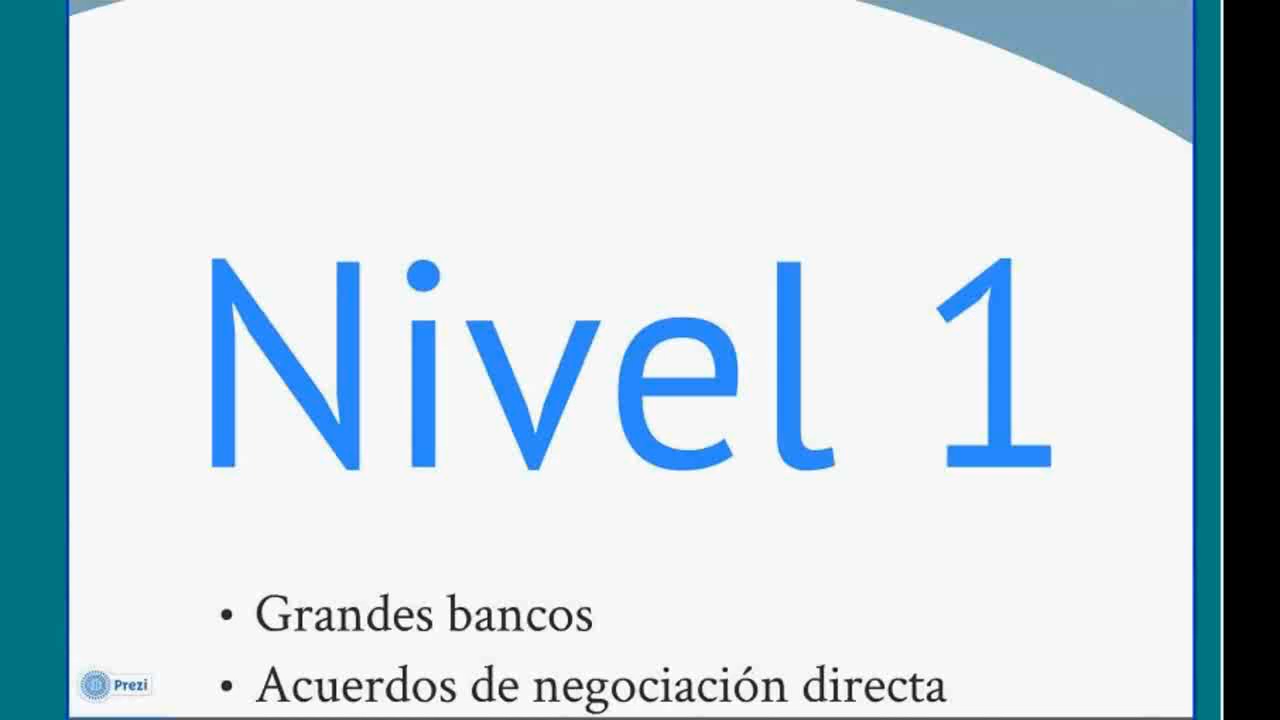 Nivel 1
• Grandes bancos
• Acuerdos de negociación directa
Prezi